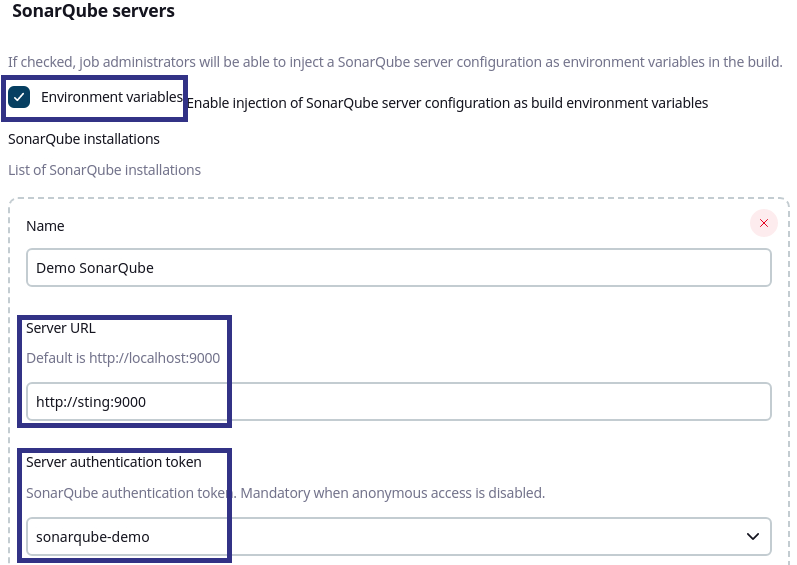 SonarQube servers
If checked, job administrators will be able to inject a SonarQube server configuration as environment variables in the build.
Environment variables Enable injection of SonarQube server configuration as build environment variables
SonarQube installations
List of SonarQube installations
Name
Demo SonarQube
Server URL
Default is http://localhost:9000
http://sting:9000
Server authentication token
SonarQube authentication token. Mandatory when anonymous access is disabled.
sonarqube-demo